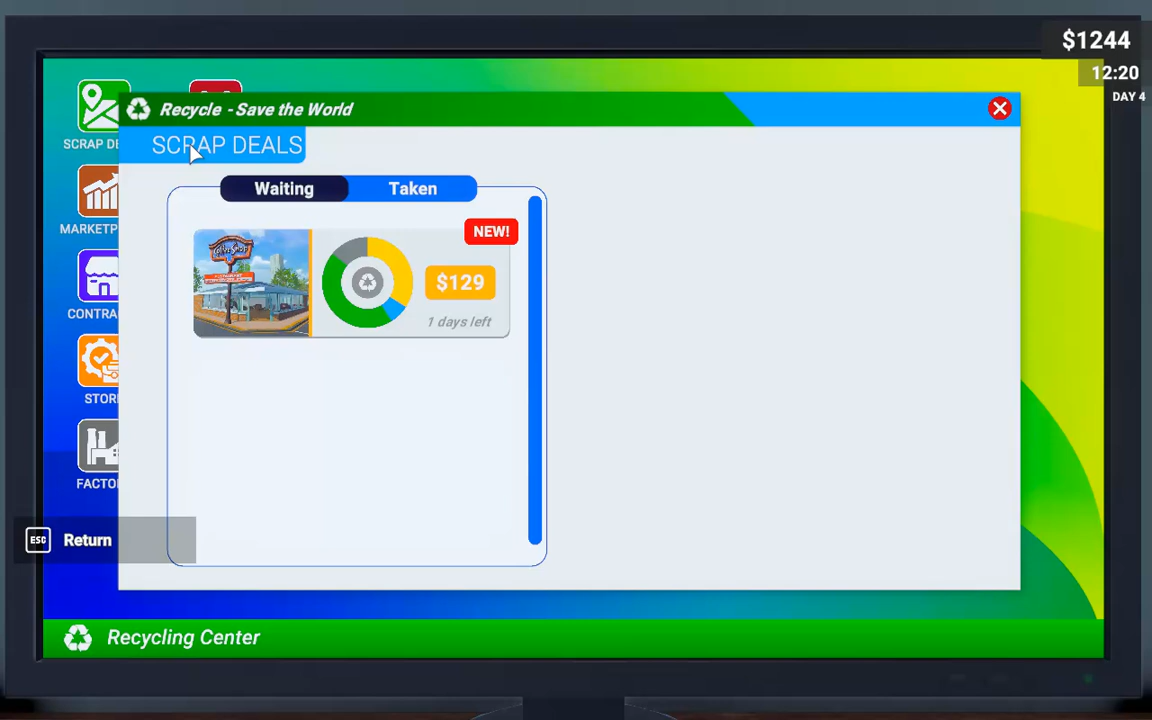 $1244
12:20
DAY 4
Recycle - Save the World
SCRAP DE
SCRAP DEALS
Waiting
Taken
NEW!
MARKETP
$129
1 days left
CONTRA
STOR
FACTO
ESC Return
Recycling Center